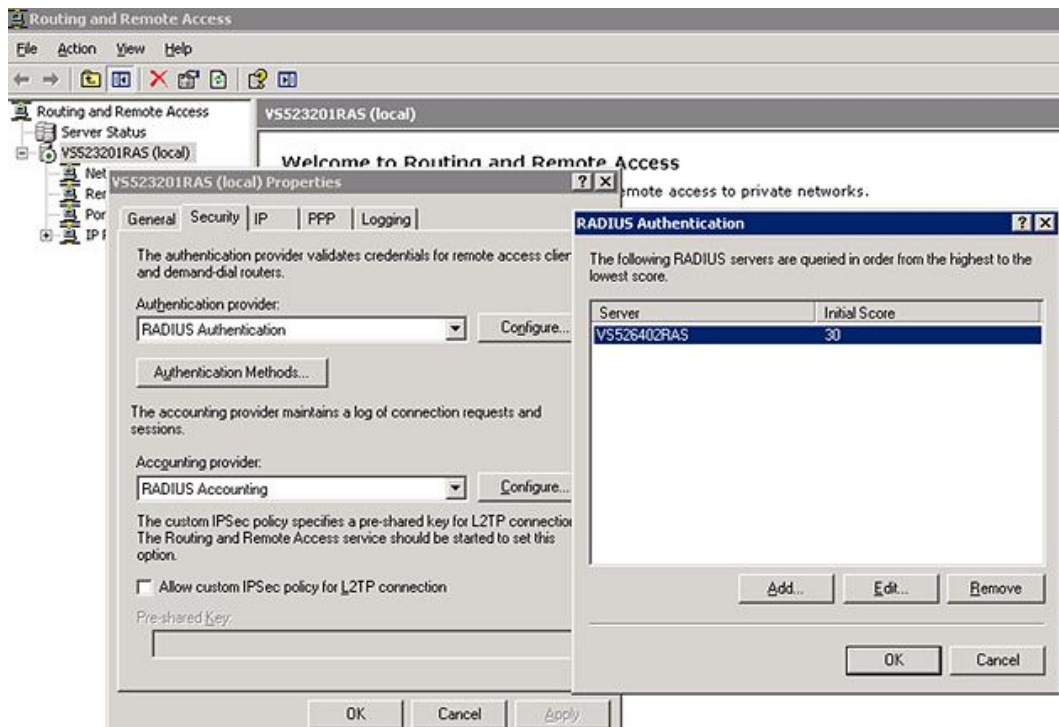 Routing and Remote Access
File Action View Help
Routing and Remote Access
Server Status
VS523201RAS (local)
Net
Rer
Por
VS523201RAS (local)
Welcome to Routing and Remote Access
emote access to private networks.
VS523201RAS (local) Properties
General Security IP PPP Logging
The authentication provider validates credentials for remote access clier
and demand-dial routers.
Authentication provider:
RADIUS Authentication
Configure...
Authentication Methods...
The accounting provider maintains a log of connection requests and
sessions.
Accounting provider:
RADIUS Accounting
Configure...
The custom IPSec policy specifies a pre-shared key for L2TP connection
The Routing and Remote Access service should be started to set this
option.
Allow custom IPSec policy for L2TP connection
Pre-shared Key:
OK Cancel Apply
RADIUS Authentication
The following RADIUS servers are queried in order from the highest to the
lowest score.
Server Initial Score
VS526402RAS 30
Add... Edit... Remove
OK Cancel